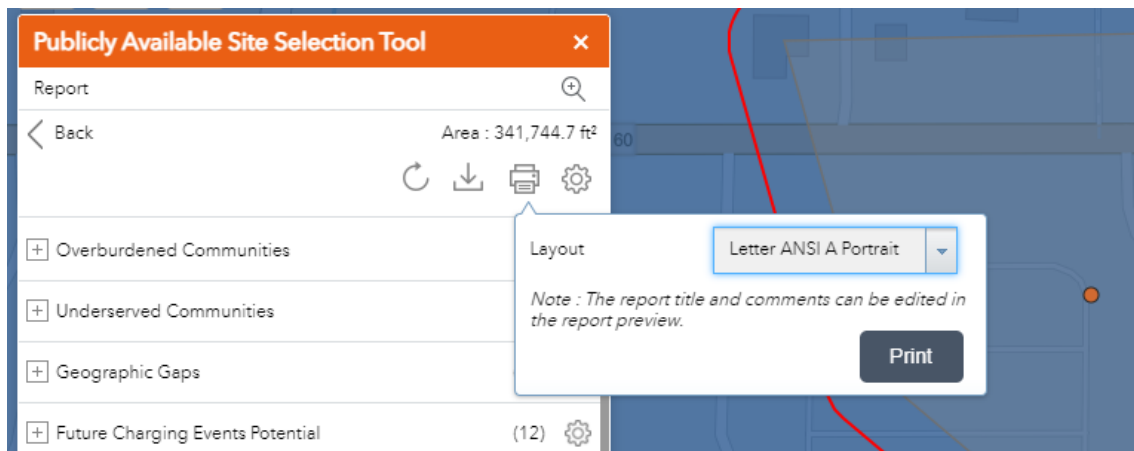 Publicly Available Site Selection Tool
Report
Back
Area : 341,744.7 ft²
60
Layout
Letter ANSI A Portrait
Note : The report title and comments can be edited in
the report preview.
Print
Overburdened Communities
Underserved Communities
Geographic Gaps
Future Charging Events Potential
(12)